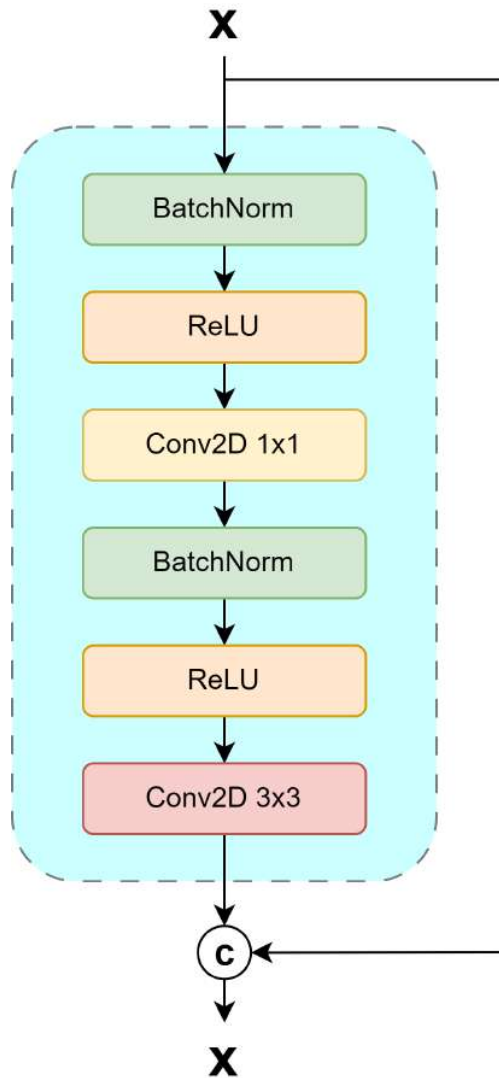 x
BatchNorm
ReLU
Conv2D 1x1
BatchNorm
ReLU
Conv2D 3x3
c
x